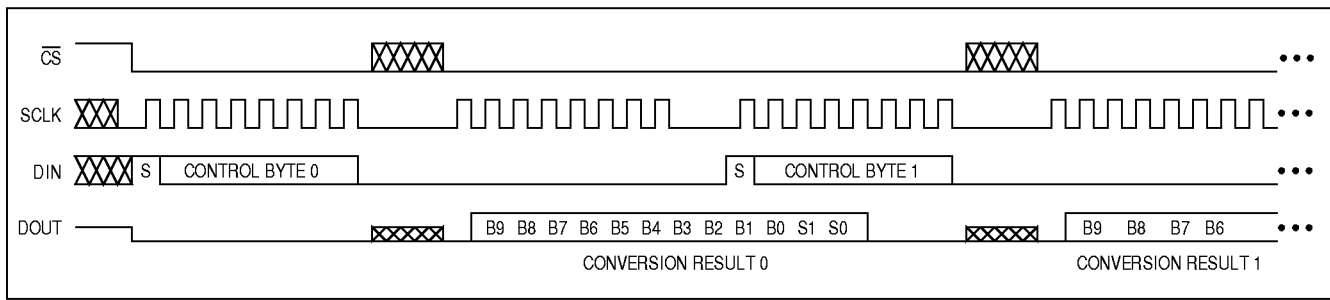 CS
SCLK
DIN S CONTROL BYTE 0 S CONTROL BYTE 1
DOUT B9 B8 B7 B6 B5 B4 B3 B2 B1 B0 S1 S0 B9 B8 B7 B6
CONVERSION RESULT 0 CONVERSION RESULT 1